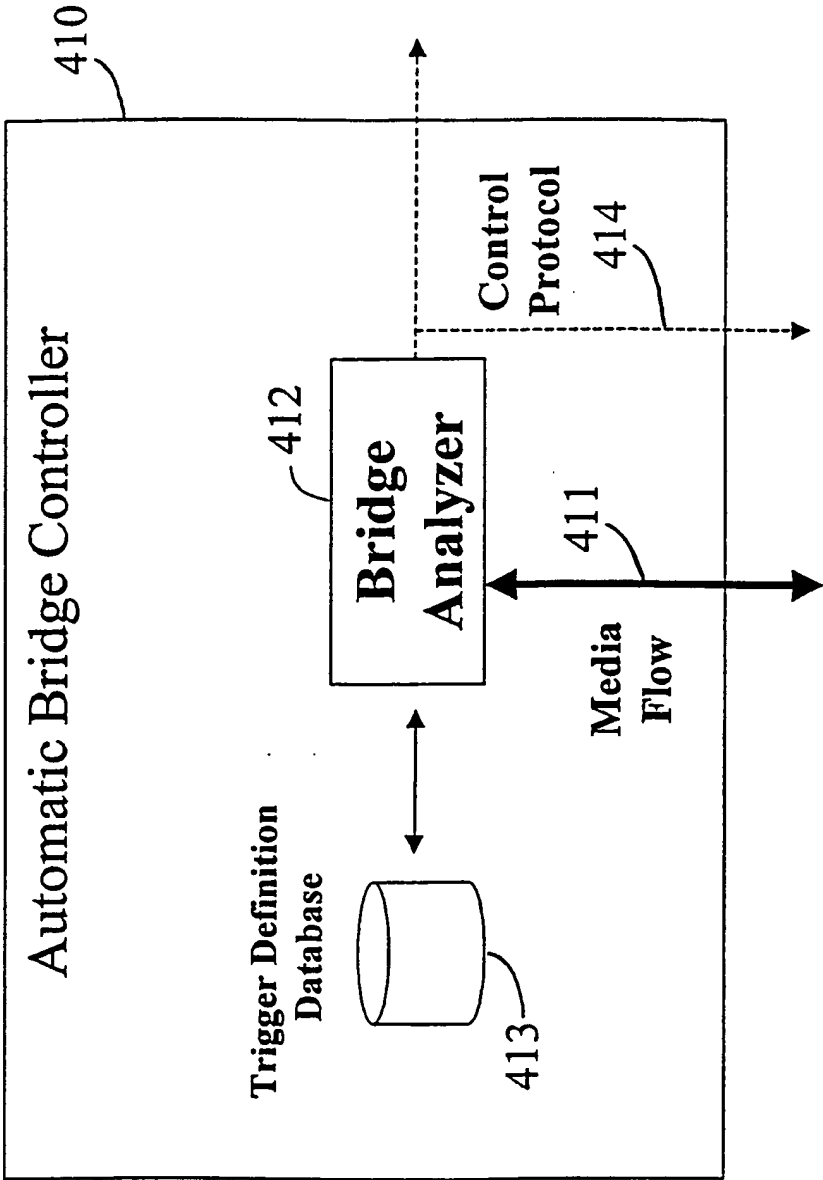 Automatic Bridge Controller
410
412
Bridge
Analyzer
Trigger Definition
Database
413
Control
Protocol
414
Media
Flow
411